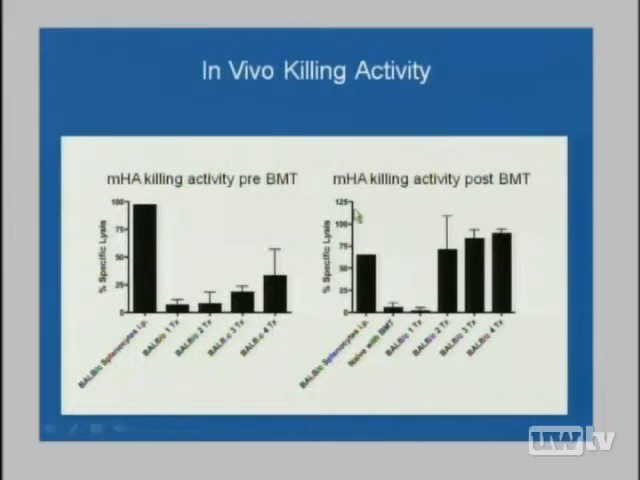 In Vivo Killing Activity
mHA killing activity pre BMT
mHA killing activity post BMT
% Specific Lysis
100
75
50
25
0
BALB/c Splenocytes i.p.
BALB/c 1 Tx
BALB/c 2 Tx
BALB/c 3 Tx
BALB/c 4 Tx
% Specific Lysis
125
100
75
50
25
0
BALB/c Splenocytes i.p.
Naive with BMT
BALB/c 1 Tx
BALB/c 2 Tx
BALB/c 3 Tx
BALB/c 4 Tx
uwtv